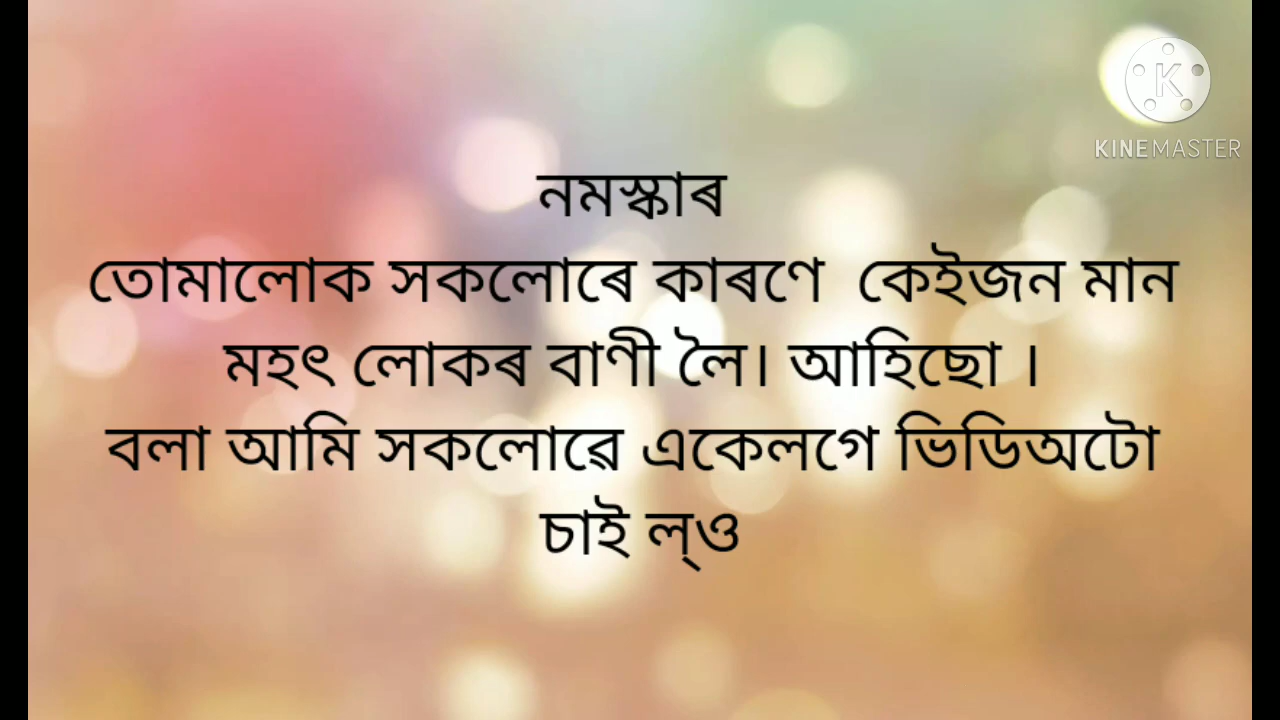 KINEMASTER
নমস্কাৰ
তোমালোক সকলোৰে কাৰণে কেইজন মান
মহৎ লোকৰ বাণী লৈ। আহিছো ।
বলা আমি সকলোৱে একেলগে ভিডিঅটো
চাই ল্ও